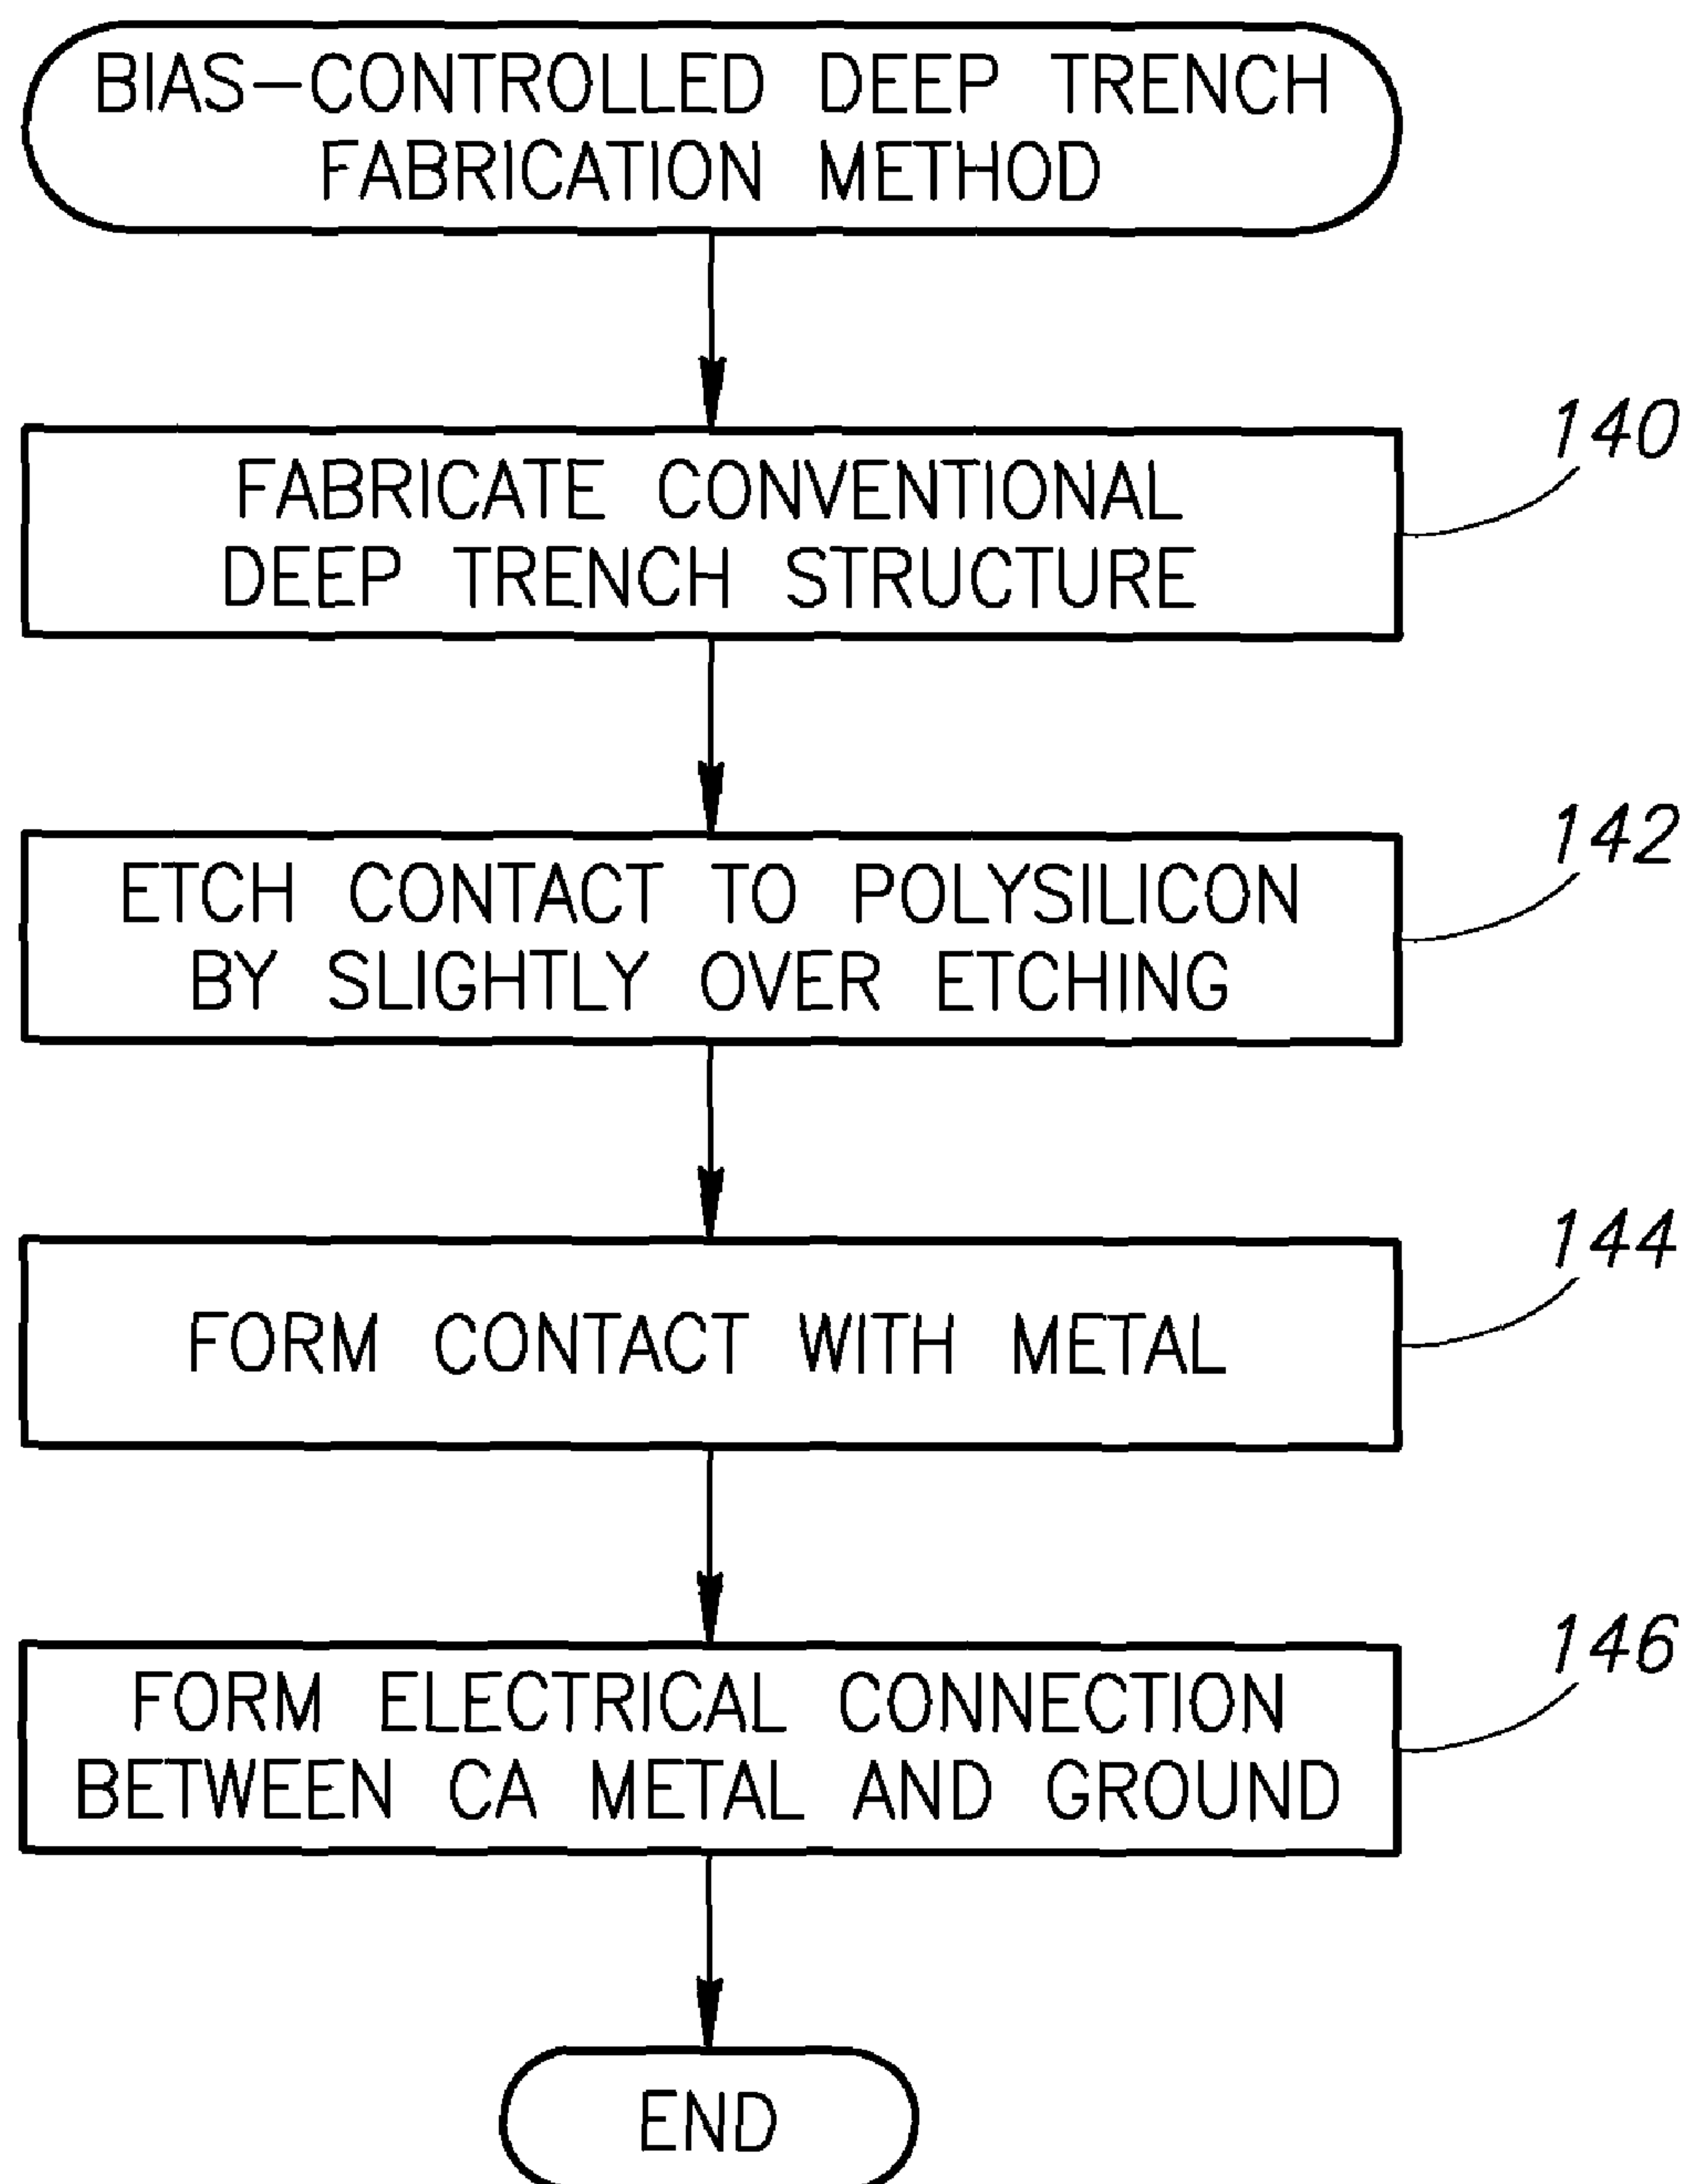 BIAS-CONTROLLED DEEP TRENCH
FABRICATION METHOD
140
FABRICATE CONVENTIONAL
DEEP TRENCH STRUCTURE
142
ETCH CONTACT TO POLYSILICON
BY SLIGHTLY OVER ETCHING
144
FORM CONTACT WITH METAL
146
FORM ELECTRICAL CONNECTION
BETWEEN CA METAL AND GROUND
END